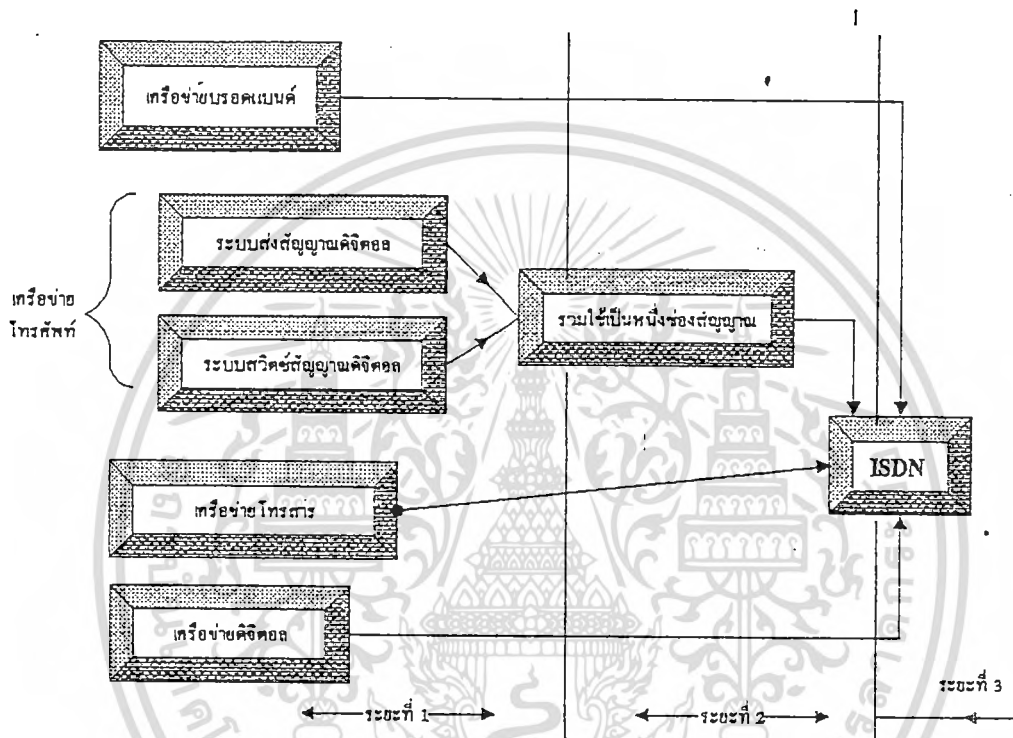 เครือข่ายบรอดแบนด์
ระบบส่งสัญญาณดิจิตอล
เครือข่าย
โทรศัพท์
รวมใช้เป็นหนึ่งช่องสัญญาณ
ระบบสวิตช์สัญญาณดิจิตอล
ISDN
เครือข่ายโทรสาร
เครือข่ายดิจิตอล
ระยะที่ 1
ระยะที่ 2
ระยะที่ 3